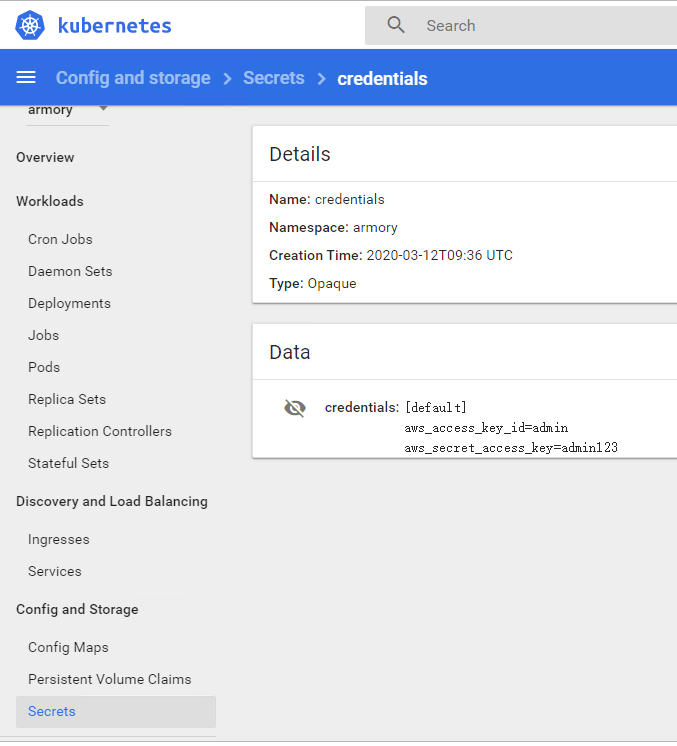 kubernetes
Search
Config and storage > Secrets > credentials
armory
Overview
Workloads
Cron Jobs
Daemon Sets
Deployments
Jobs
Pods
Replica Sets
Replication Controllers
Stateful Sets
Discovery and Load Balancing
Ingresses
Services
Config and Storage
Config Maps
Persistent Volume Claims
Secrets
Details
Name: credentials
Namespace: armory
Creation Time: 2020-03-12T09:36 UTC
Type: Opaque
Data
credentials: [default]
aws_access_key_id=admin
aws_secret_access_key=admin123